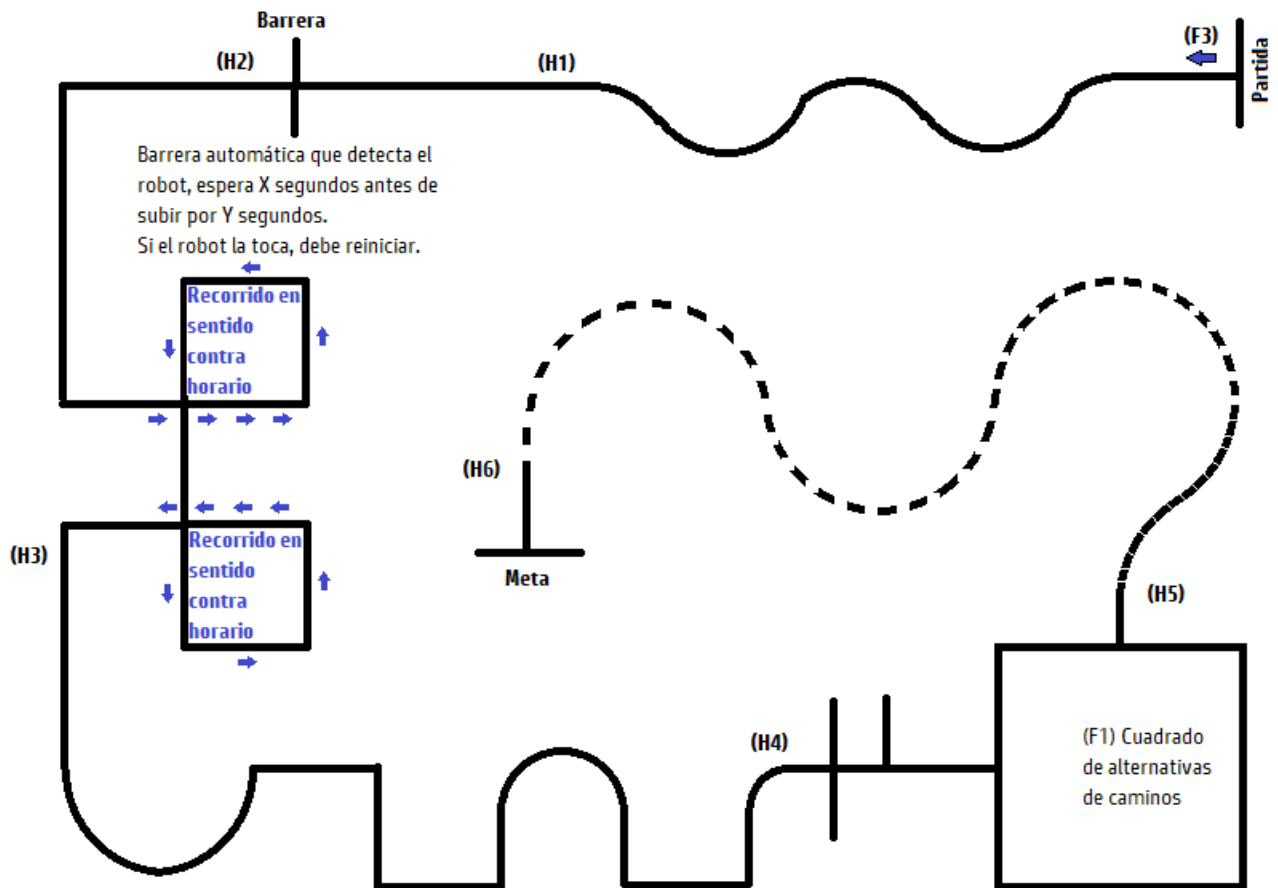 Barrera
(H2)
(H1)
(F3)
Partida
Barrera automática que detecta el
robot, espera X segundos antes de
subir por Y segundos.
Si el robot la toca, debe reiniciar.
Recorrido en
sentido
contra
horario
(H6)
Meta
(H3)
Recorrido en
sentido
contra
horario
(H5)
(H4)
(F1) Cuadrado
de alternativas
de caminos